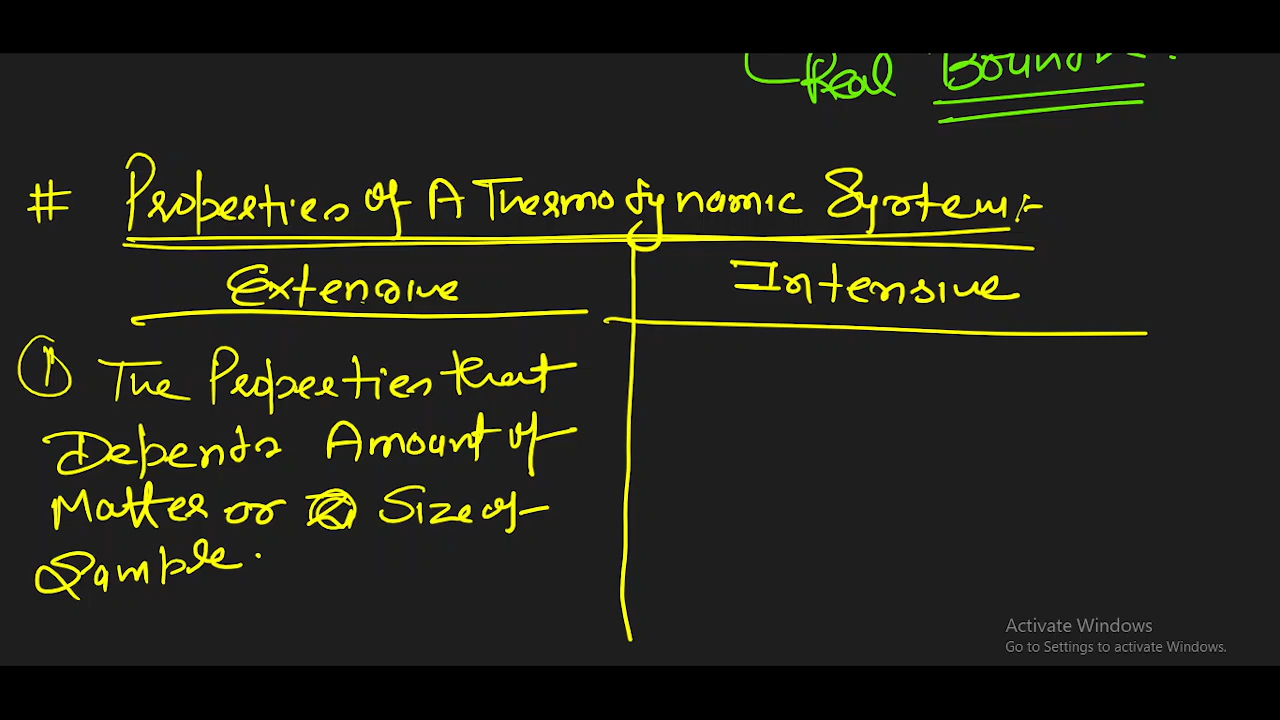 Real Bounda
# Properties of A Thermodynamic System:-
Extensive
Intensive
① The Properties that
Depends Amount of
Matter or Size of
Sample.
Activate Windows
Go to Settings to activate Windows.